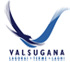 VALSUGANA
LAGORAI • TERME • LAGHI